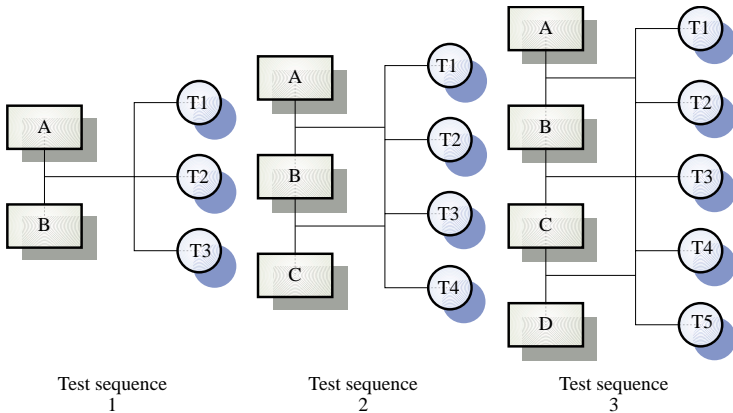 A
B
T1
T2
T3
Test sequence
1
A
B
C
T1
T2
T3
T4
Test sequence
2
A
B
C
D
T1
T2
T3
T4
T5
Test sequence
3